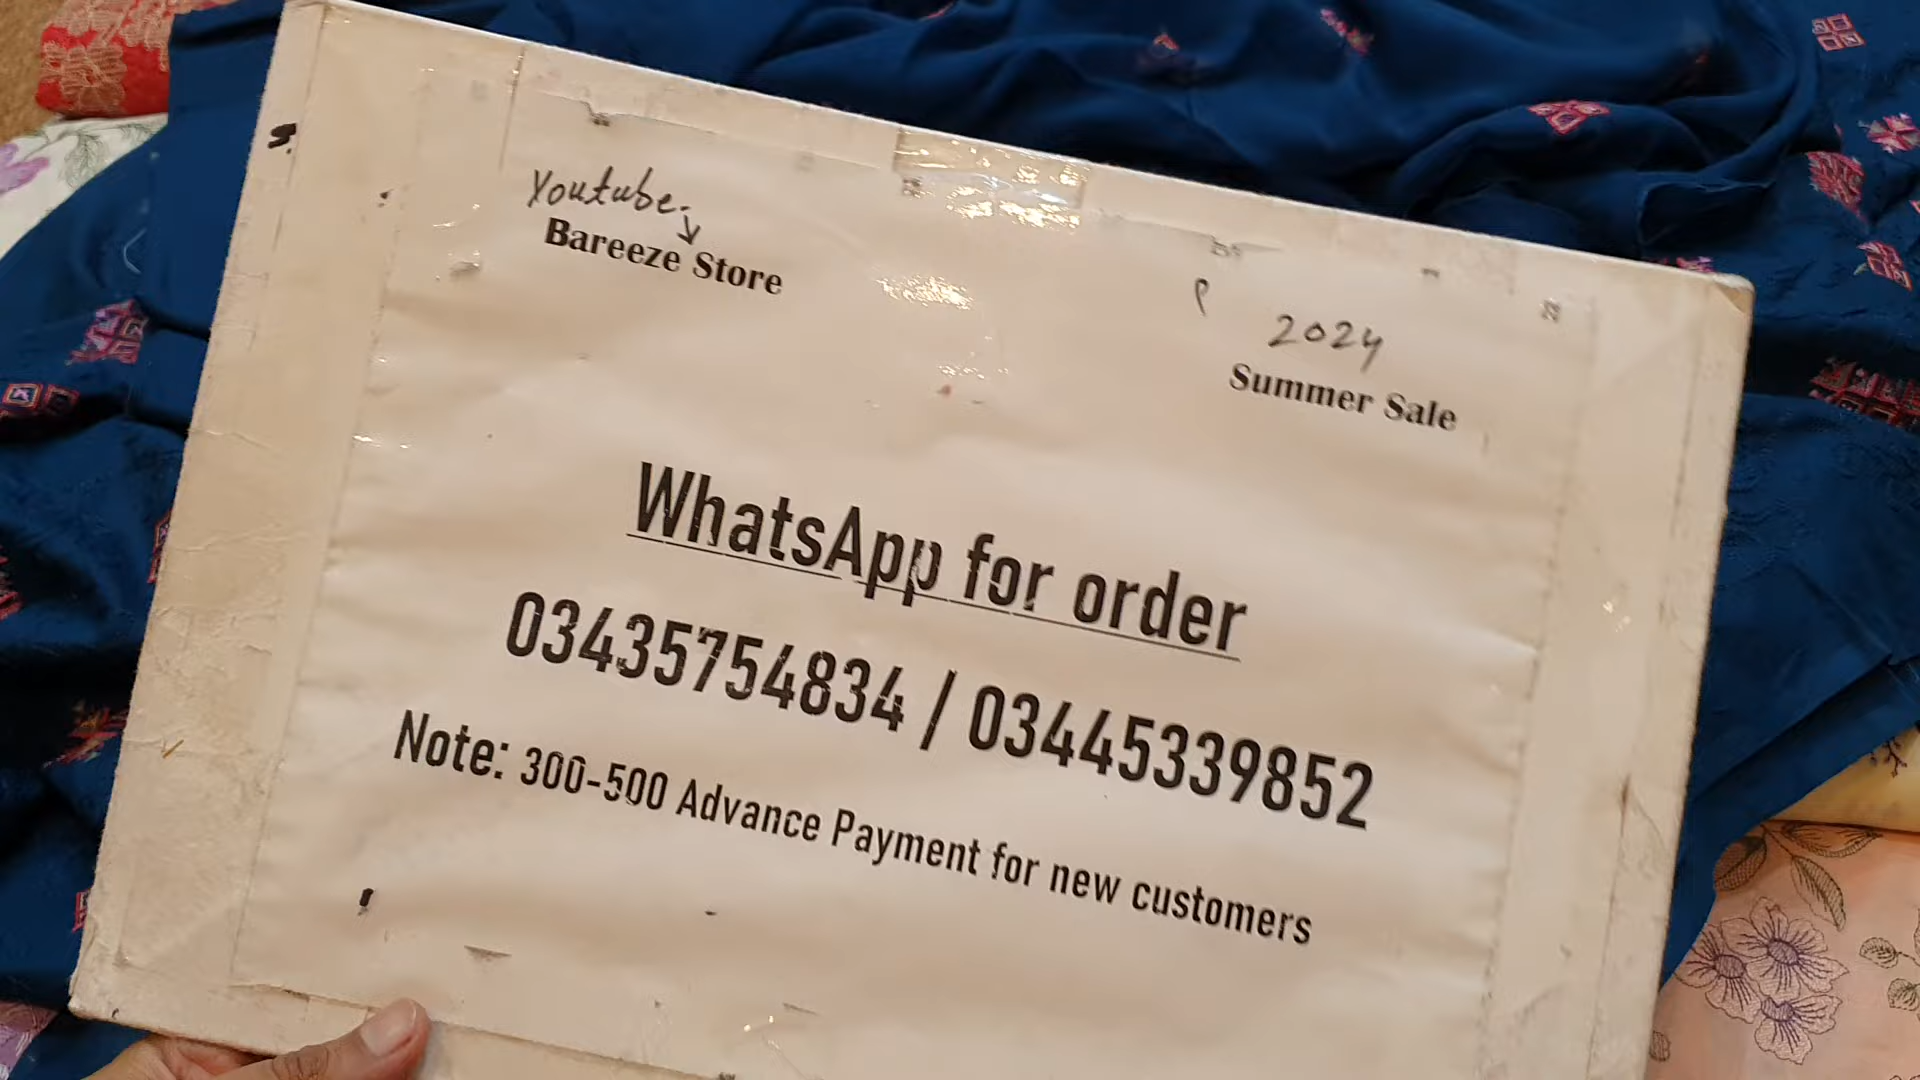 Youtube
Bareeze Store
2024
Summer Sale
WhatsApp for order
03435754834 / 03445339852
Note: 300-500 Advance Payment for new customers